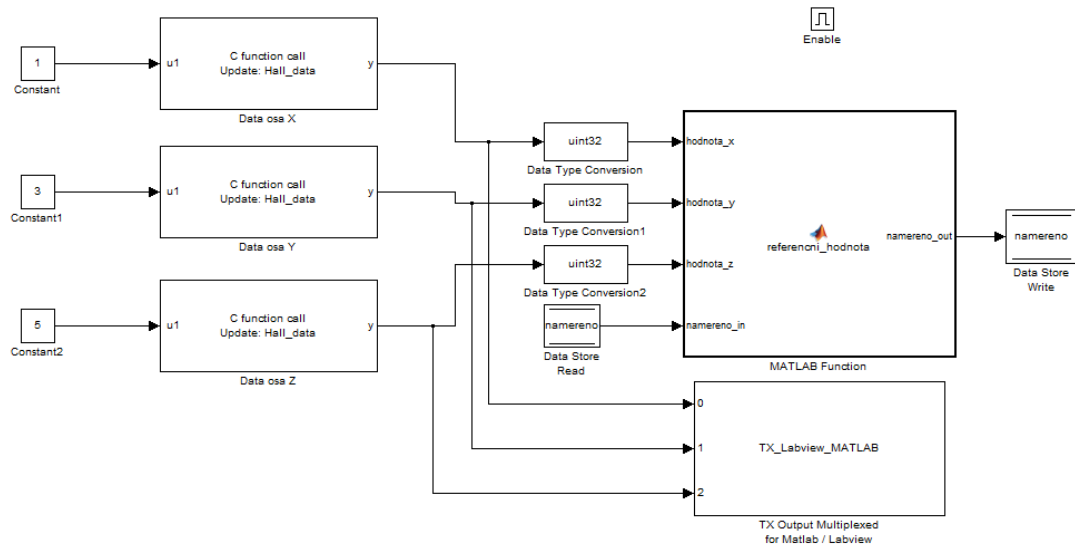 Enable
1
Constant
u1
C function call
Update: Hall_data
y
Data osa X
3
Constant1
u1
C function call
Update: Hall_data
y
Data osa Y
5
Constant2
u1
C function call
Update: Hall_data
y
Data osa Z
uint32
Data Type Conversion
uint32
Data Type Conversion1
uint32
Data Type Conversion2
namereno
Data Store
Read
hodnota_x
hodnota_y
hodnota_z
namereno_in
referencni_hodnota
namereno_out
MATLAB Function
namereno
Data Store
Write
0
1
2
TX_Labview_MATLAB
TX Output Multiplexed
for Matlab / Labview